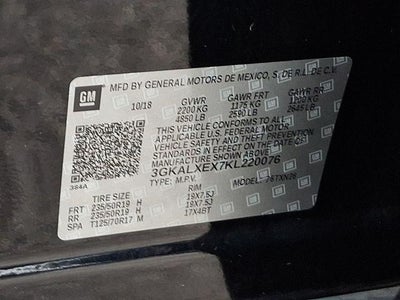 GM
MFD BY GENERAL MOTORS DE MEXICO, S. DE R.L. DE C.V.
10/18 GVWR GAWR FRT GAWR RR
2200 KG 1175 KG 1200 KG
4850 LB 2590 LB 2645 LB
THIS VEHICLE CONFORMS TO ALL
APPLICABLE U.S. FEDERAL MOTOR
VEHICLE SAFETY AND THEFT
PREVENTION STANDARDS IN
EFFECT ON THE DATE OF
MANUFACTURE SHOWN ABOVE.
3GKALXEX7KL220076
384A TYPE: M.P.V. 26TXN26
TIRE SIZE: RIM
FRT 235/50R19 H 19X7.5J
RR 235/50R19 H 19X7.5J
SPA T125/70R17 M 17X4BT